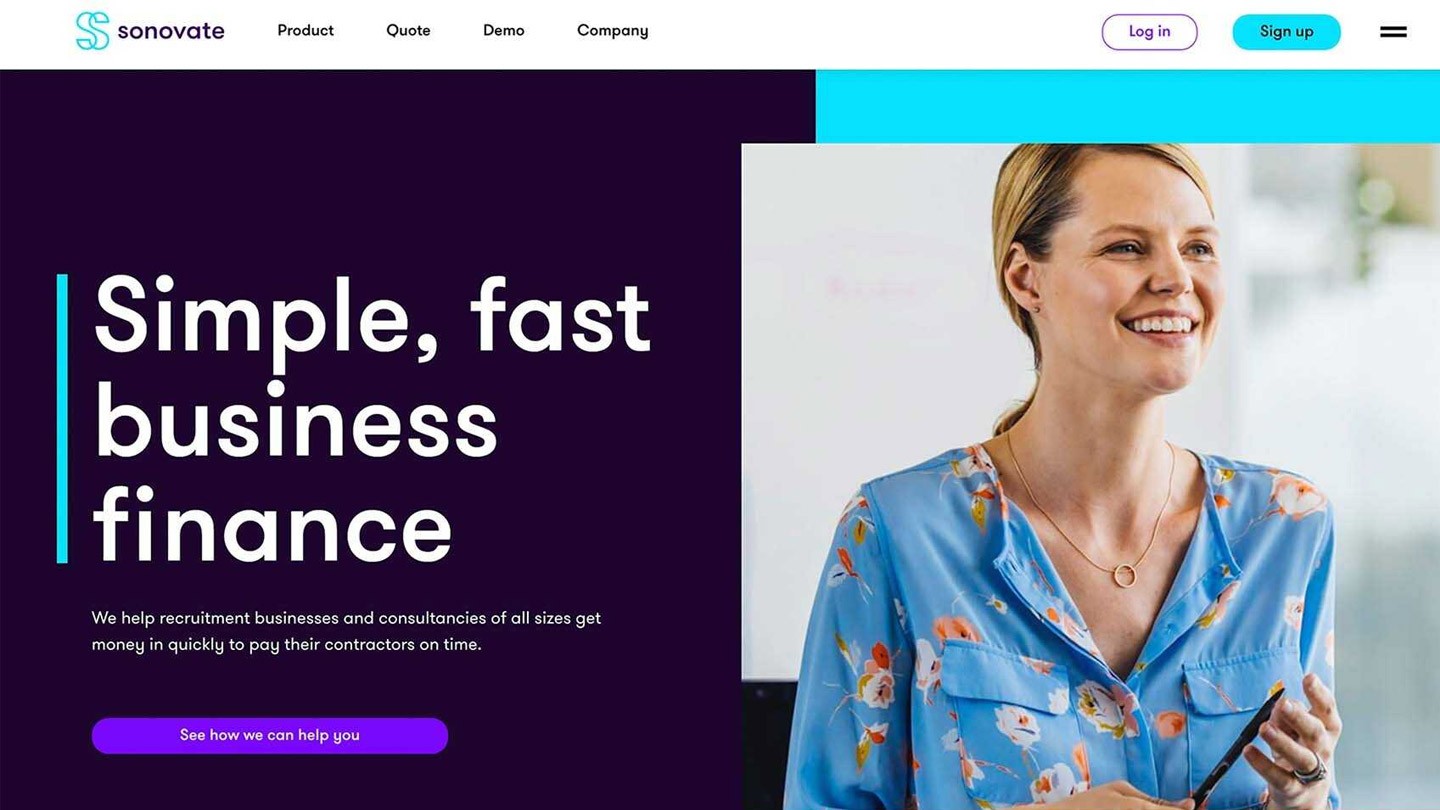 sonovate
Product
Quote
Demo
Company
Log in
Sign up
Simple, fast
business
finance
We help recruitment businesses and consultancies of all sizes get
money in quickly to pay their contractors on time.
See how we can help you